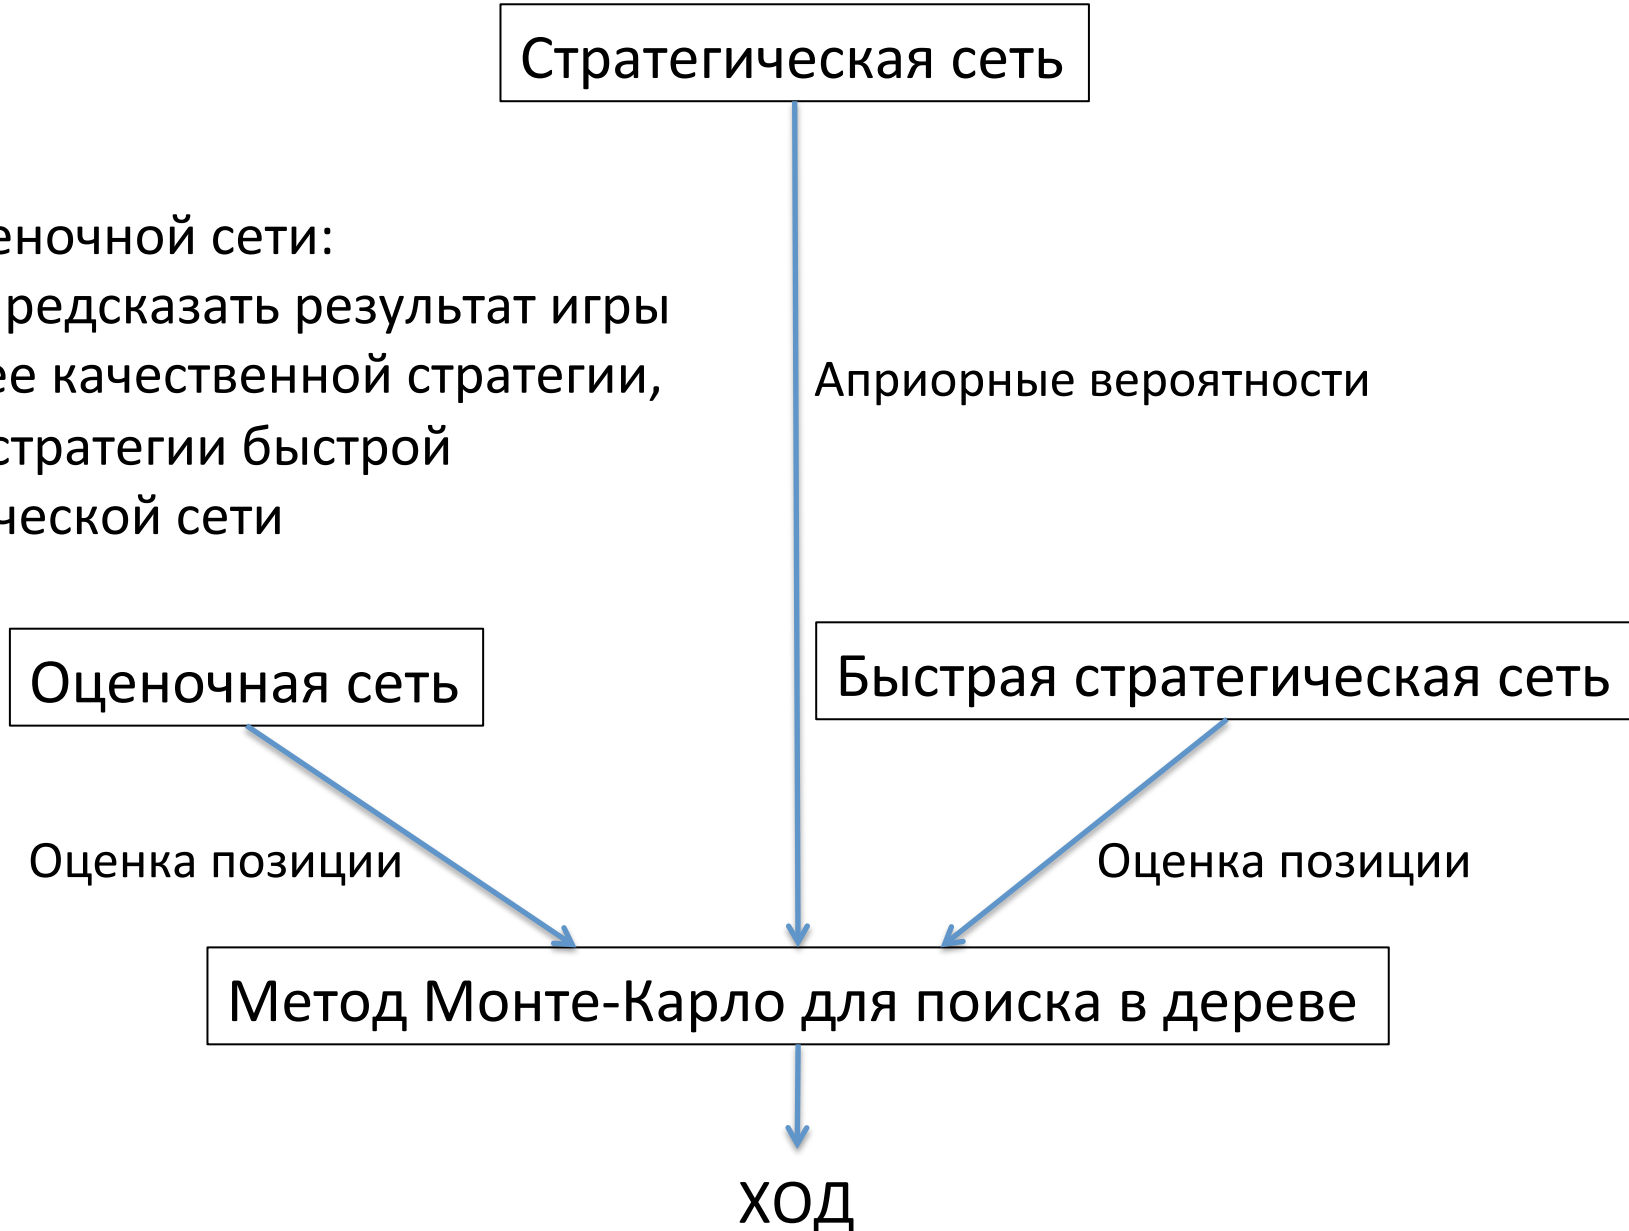 Стратегическая сеть
еночной сети:
редсказать результат игры
ее качественной стратегии,
стратегии быстрой
ческой сети
Априорные вероятности
Оценочная сеть
Быстрая стратегическая сеть
Оценка позиции
Оценка позиции
Метод Монте-Карло для поиска в дереве
ХОД